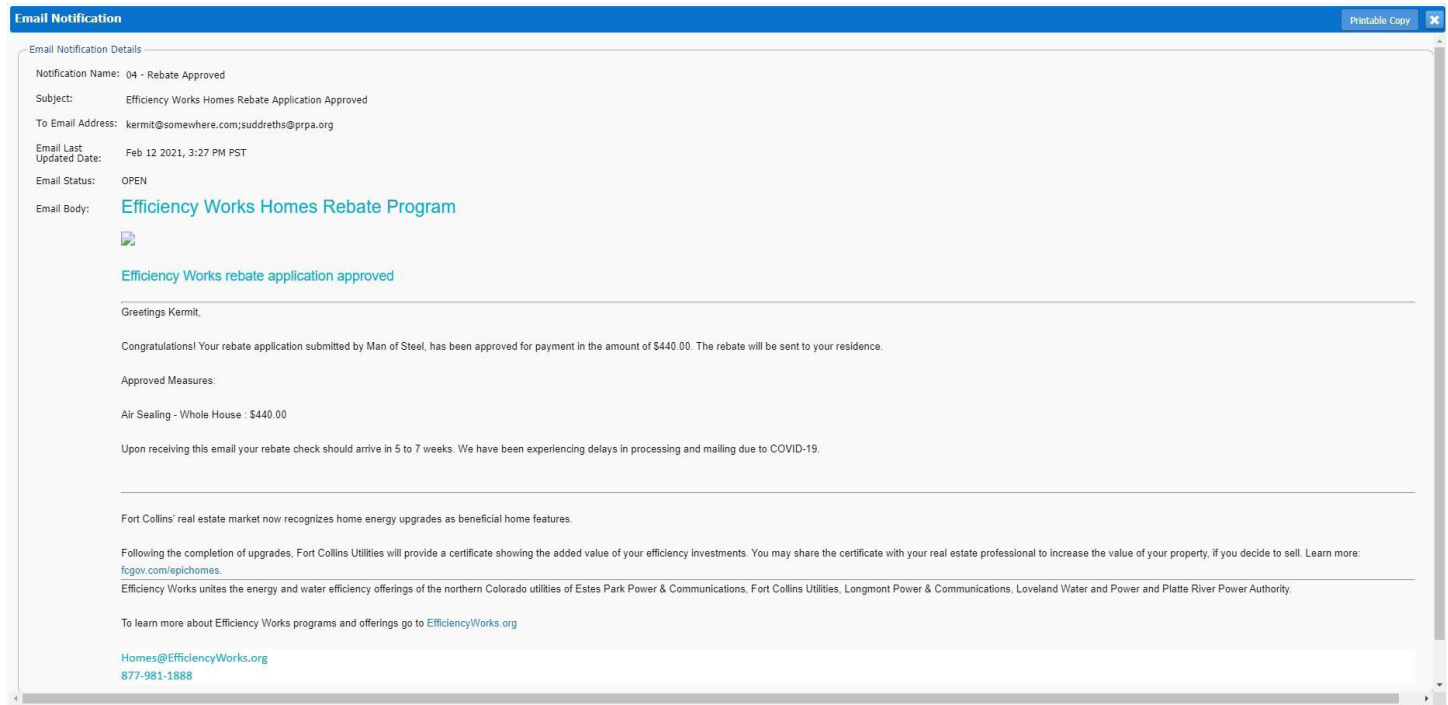 Email Notification
Printable Copy
Email Notification Details
Notification Name: 04 - Rebate Approved
Subject: Efficiency Works Homes Rebate Application Approved
To Email Address: kermit@somewhere.com;suddreths@prpa.org
Email Last
Updated Date: Feb 12 2021, 3:27 PM PST
Email Status: OPEN
Email Body: Efficiency Works Homes Rebate Program
Efficiency Works rebate application approved
Greetings Kermit,
Congratulations! Your rebate application submitted by Man of Steel, has been approved for payment in the amount of $440.00. The rebate will be sent to your residence.
Approved Measures:
Air Sealing - Whole House : $440.00
Upon receiving this email your rebate check should arrive in 5 to 7 weeks. We have been experiencing delays in processing and mailing due to COVID-19.
Fort Collins' real estate market now recognizes home energy upgrades as beneficial home features.
Following the completion of upgrades, Fort Collins Utilities will provide a certificate showing the added value of your efficiency investments. You may share the certificate with your real estate professional to increase the value of your property, if you decide to sell. Learn more:
fcgov.com/epichomes.
Efficiency Works unites the energy and water efficiency offerings of the northern Colorado utilities of Estes Park Power & Communications, Fort Collins Utilities, Longmont Power & Communications, Loveland Water and Power and Platte River Power Authority.
To learn more about Efficiency Works programs and offerings go to EfficiencyWorks.org
Homes@EfficiencyWorks.org
877-981-1888